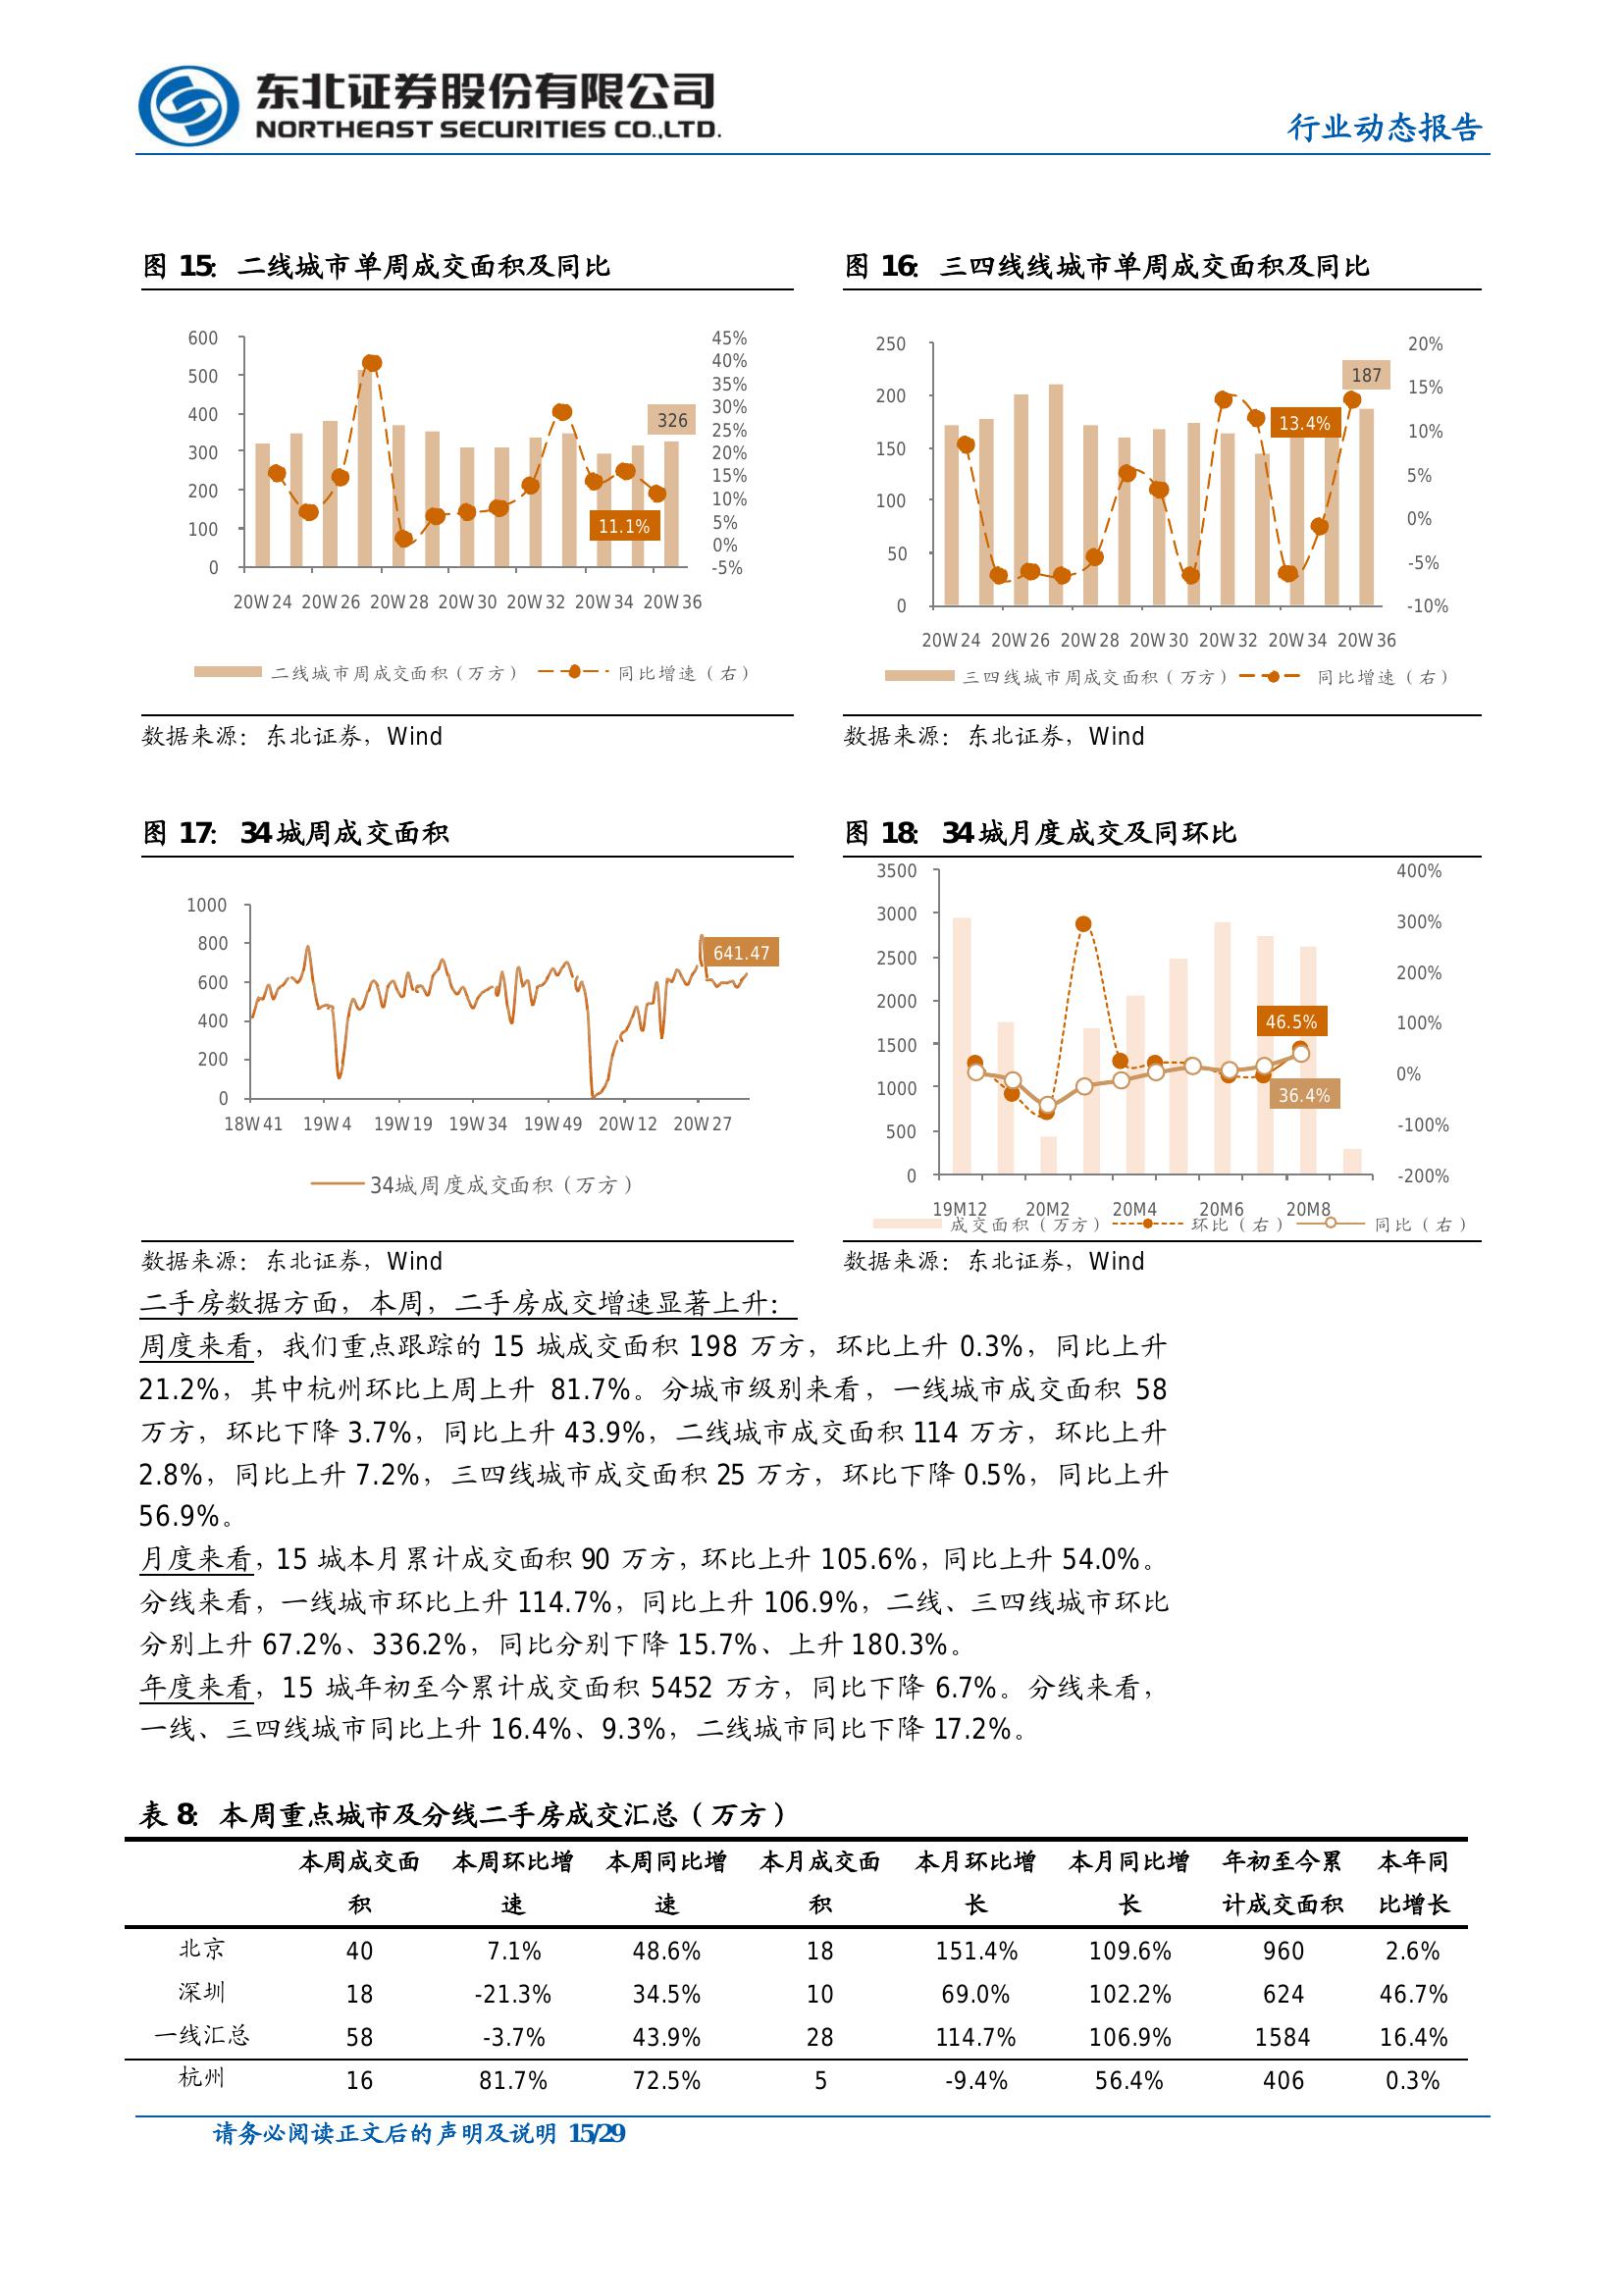 东北证券股份有限公司
NORTHEAST SECURITIES CO.,LTD.
行业动态报告
图 15：二线城市单周成交面积及同比
600
500
400
300
200
100
0
45%
40%
35%
30%
25%
20%
15%
10%
5%
0%
-5%
326
11.1%
20W24 20W26 20W28 20W30 20W32 20W34 20W36
二线城市周成交面积（万方） 同比增速（右）
数据来源：东北证券，Wind
图 16：三四线线城市单周成交面积及同比
250
200
150
100
50
0
20%
15%
10%
5%
0%
-5%
-10%
187
13.4%
20W24 20W26 20W28 20W30 20W32 20W34 20W36
三四线城市周成交面积（万方） 同比增速（右）
数据来源：东北证券，Wind
图 17：34城周成交面积
1000
800
600
400
200
0
641.47
18W41 19W4 19W19 19W34 19W49 20W12 20W27
34城周度成交面积（万方）
数据来源：东北证券，Wind
图 18：34城月度成交及同环比
3500
3000
2500
2000
1500
1000
500
0
400%
300%
200%
100%
0%
-100%
-200%
46.5%
36.4%
19M12 20M2 20M4 20M6 20M8
成交面积（万方） 环比（右） 同比（右）
数据来源：东北证券，Wind
二手房数据方面，本周，二手房成交增速显著上升：
周度来看，我们重点跟踪的 15 城成交面积 198 万方，环比上升 0.3%，同比上升
21.2%，其中杭州环比上周上升 81.7%。分城市级别来看，一线城市成交面积 58
万方，环比下降 3.7%，同比上升 43.9%，二线城市成交面积 114 万方，环比上升
2.8%，同比上升 7.2%，三四线城市成交面积 25 万方，环比下降 0.5%，同比上升
56.9%。
月度来看，15 城本月累计成交面积 90 万方，环比上升 105.6%，同比上升 54.0%。
分线来看，一线城市环比上升 114.7%，同比上升 106.9%，二线、三四线城市环比
分别上升 67.2%、336.2%，同比分别下降 15.7%、上升 180.3%。
年度来看，15 城年初至今累计成交面积 5452 万方，同比下降 6.7%。分线来看，
一线、三四线城市同比上升 16.4%、9.3%，二线城市同比下降 17.2%。
表 8：本周重点城市及分线二手房成交汇总（万方）
本周成交面 本周环比增 本周同比增 本月成交面 本月环比增 本月同比增 年初至今累 本年同
积 速 速 积 长 长 计成交面积 比增长
北京 40 7.1% 48.6% 18 151.4% 109.6% 960 2.6%
深圳 18 -21.3% 34.5% 10 69.0% 102.2% 624 46.7%
一线汇总 58 -3.7% 43.9% 28 114.7% 106.9% 1584 16.4%
杭州 16 81.7% 72.5% 5 -9.4% 56.4% 406 0.3%
请务必阅读正文后的声明及说明 15/29